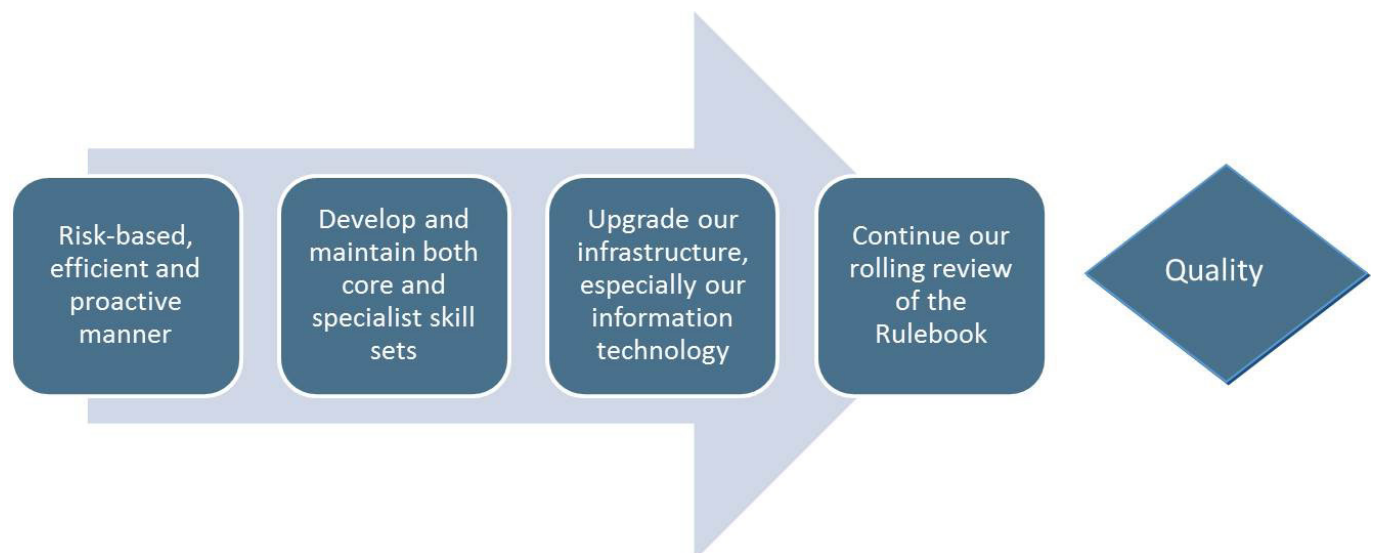 Risk-based,
efficient and
proactive
manner
Develop and
maintain both
core and
specialist skill
sets
Upgrade our
infrastructure,
especially our
information
technology
Continue our
rolling review
of the
Rulebook
Quality